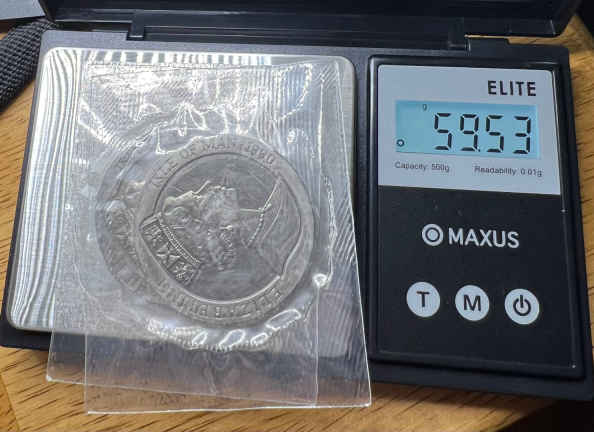 ELITE
g
59.53
Capacity: 500g
Readability: 0.01g
MAXUS
T
M
ISLE OF MAN 1990